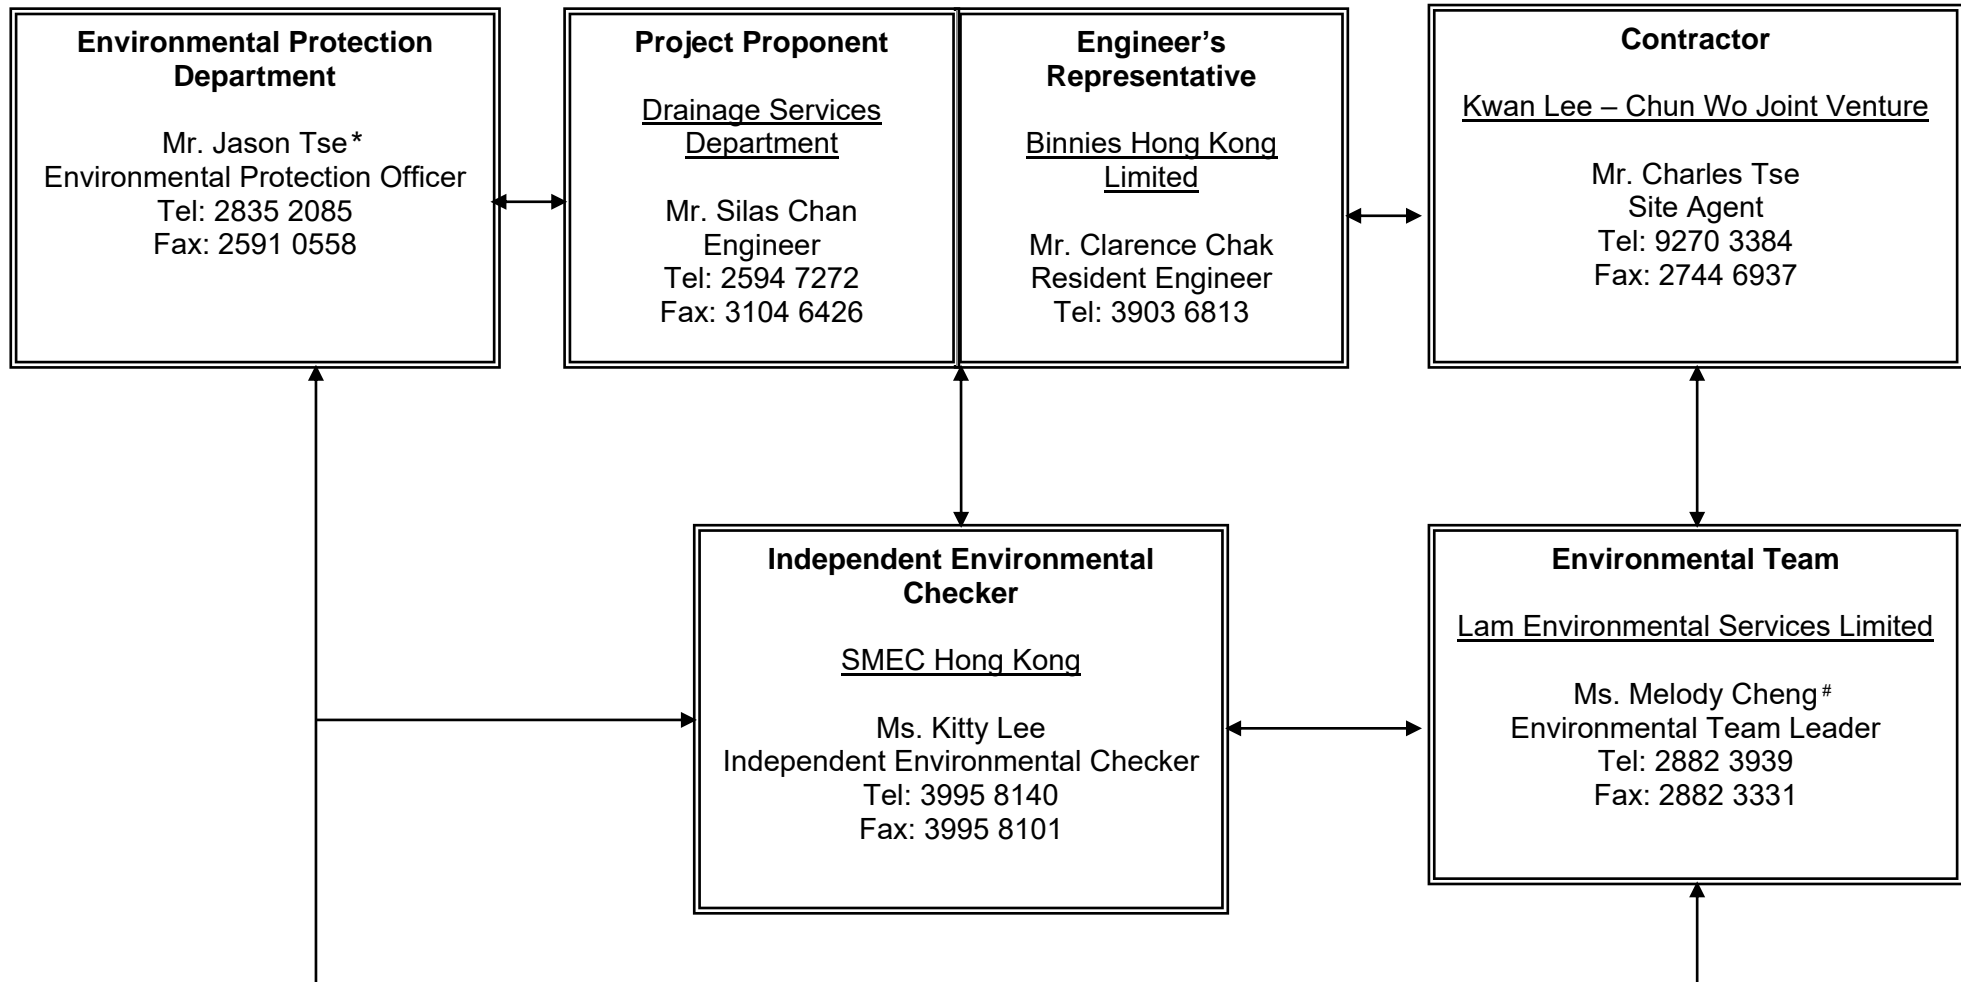 Environmental Protection
Department
Mr. Jason Tse*
Environmental Protection Officer
Tel: 2835 2085
Fax: 2591 0558
Project Proponent
Drainage Services
Department
Mr. Silas Chan
Engineer
Tel: 2594 7272
Fax: 3104 6426
Engineer’s
Representative
Binnies Hong Kong
Limited
Mr. Clarence Chak
Resident Engineer
Tel: 3903 6813
Contractor
Kwan Lee – Chun Wo Joint Venture
Mr. Charles Tse
Site Agent
Tel: 9270 3384
Fax: 2744 6937
Independent Environmental
Checker
SMEC Hong Kong
Ms. Kitty Lee
Independent Environmental Checker
Tel: 3995 8140
Fax: 3995 8101
Environmental Team
Lam Environmental Services Limited
Ms. Melody Cheng#
Environmental Team Leader
Tel: 2882 3939
Fax: 2882 3331